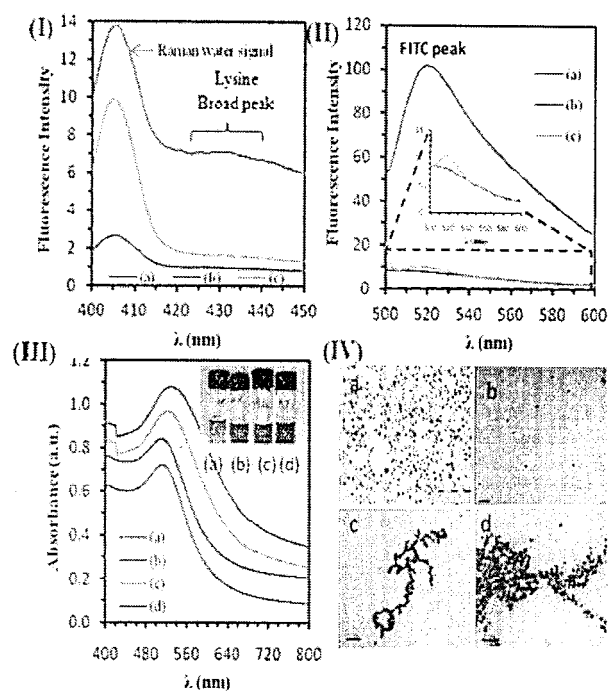 (I)
Raman water signal
Lysine
Broad peak
Fluorescence Intensity
14
12
10
8
6
4
2
0
(a) (b) (c)
400 410 420 430 440 450
λ (nm)
(II)
FITC peak
Fluorescence Intensity
120
100
80
60
40
20
0
(a)
(b)
(c)
500 520 540 560 580 600
λ (nm)
(III)
Absorbance (a.u.)
1.2
1.0
0.8
0.6
0.4
0.2
0.0
(a) (b) (c) (d)
(a)
(b)
(c)
(d)
400 480 560 640 720 800
λ (nm)
(IV)
a
b
c
d